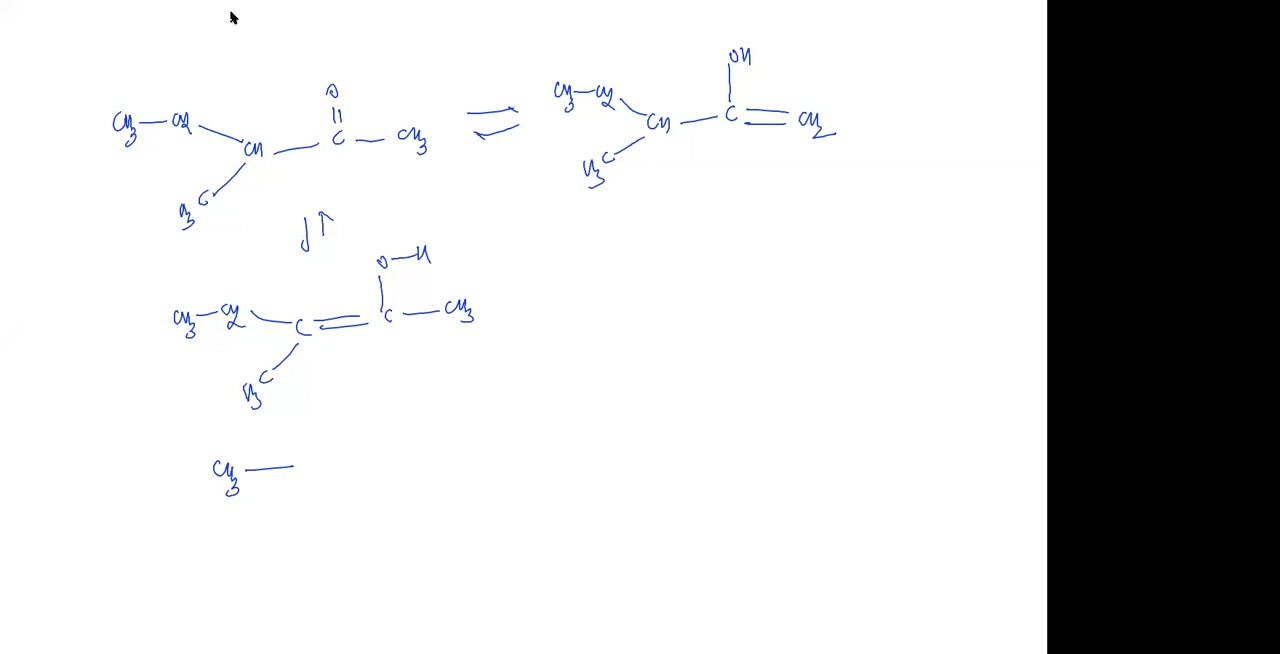 OH
CH3—CH2
O
CH—C=CH2
CH3—CH2
H3C
CH—C—CH3
H3C
O—H
CH3—CH2
C=C—CH3
H3C
CH3—